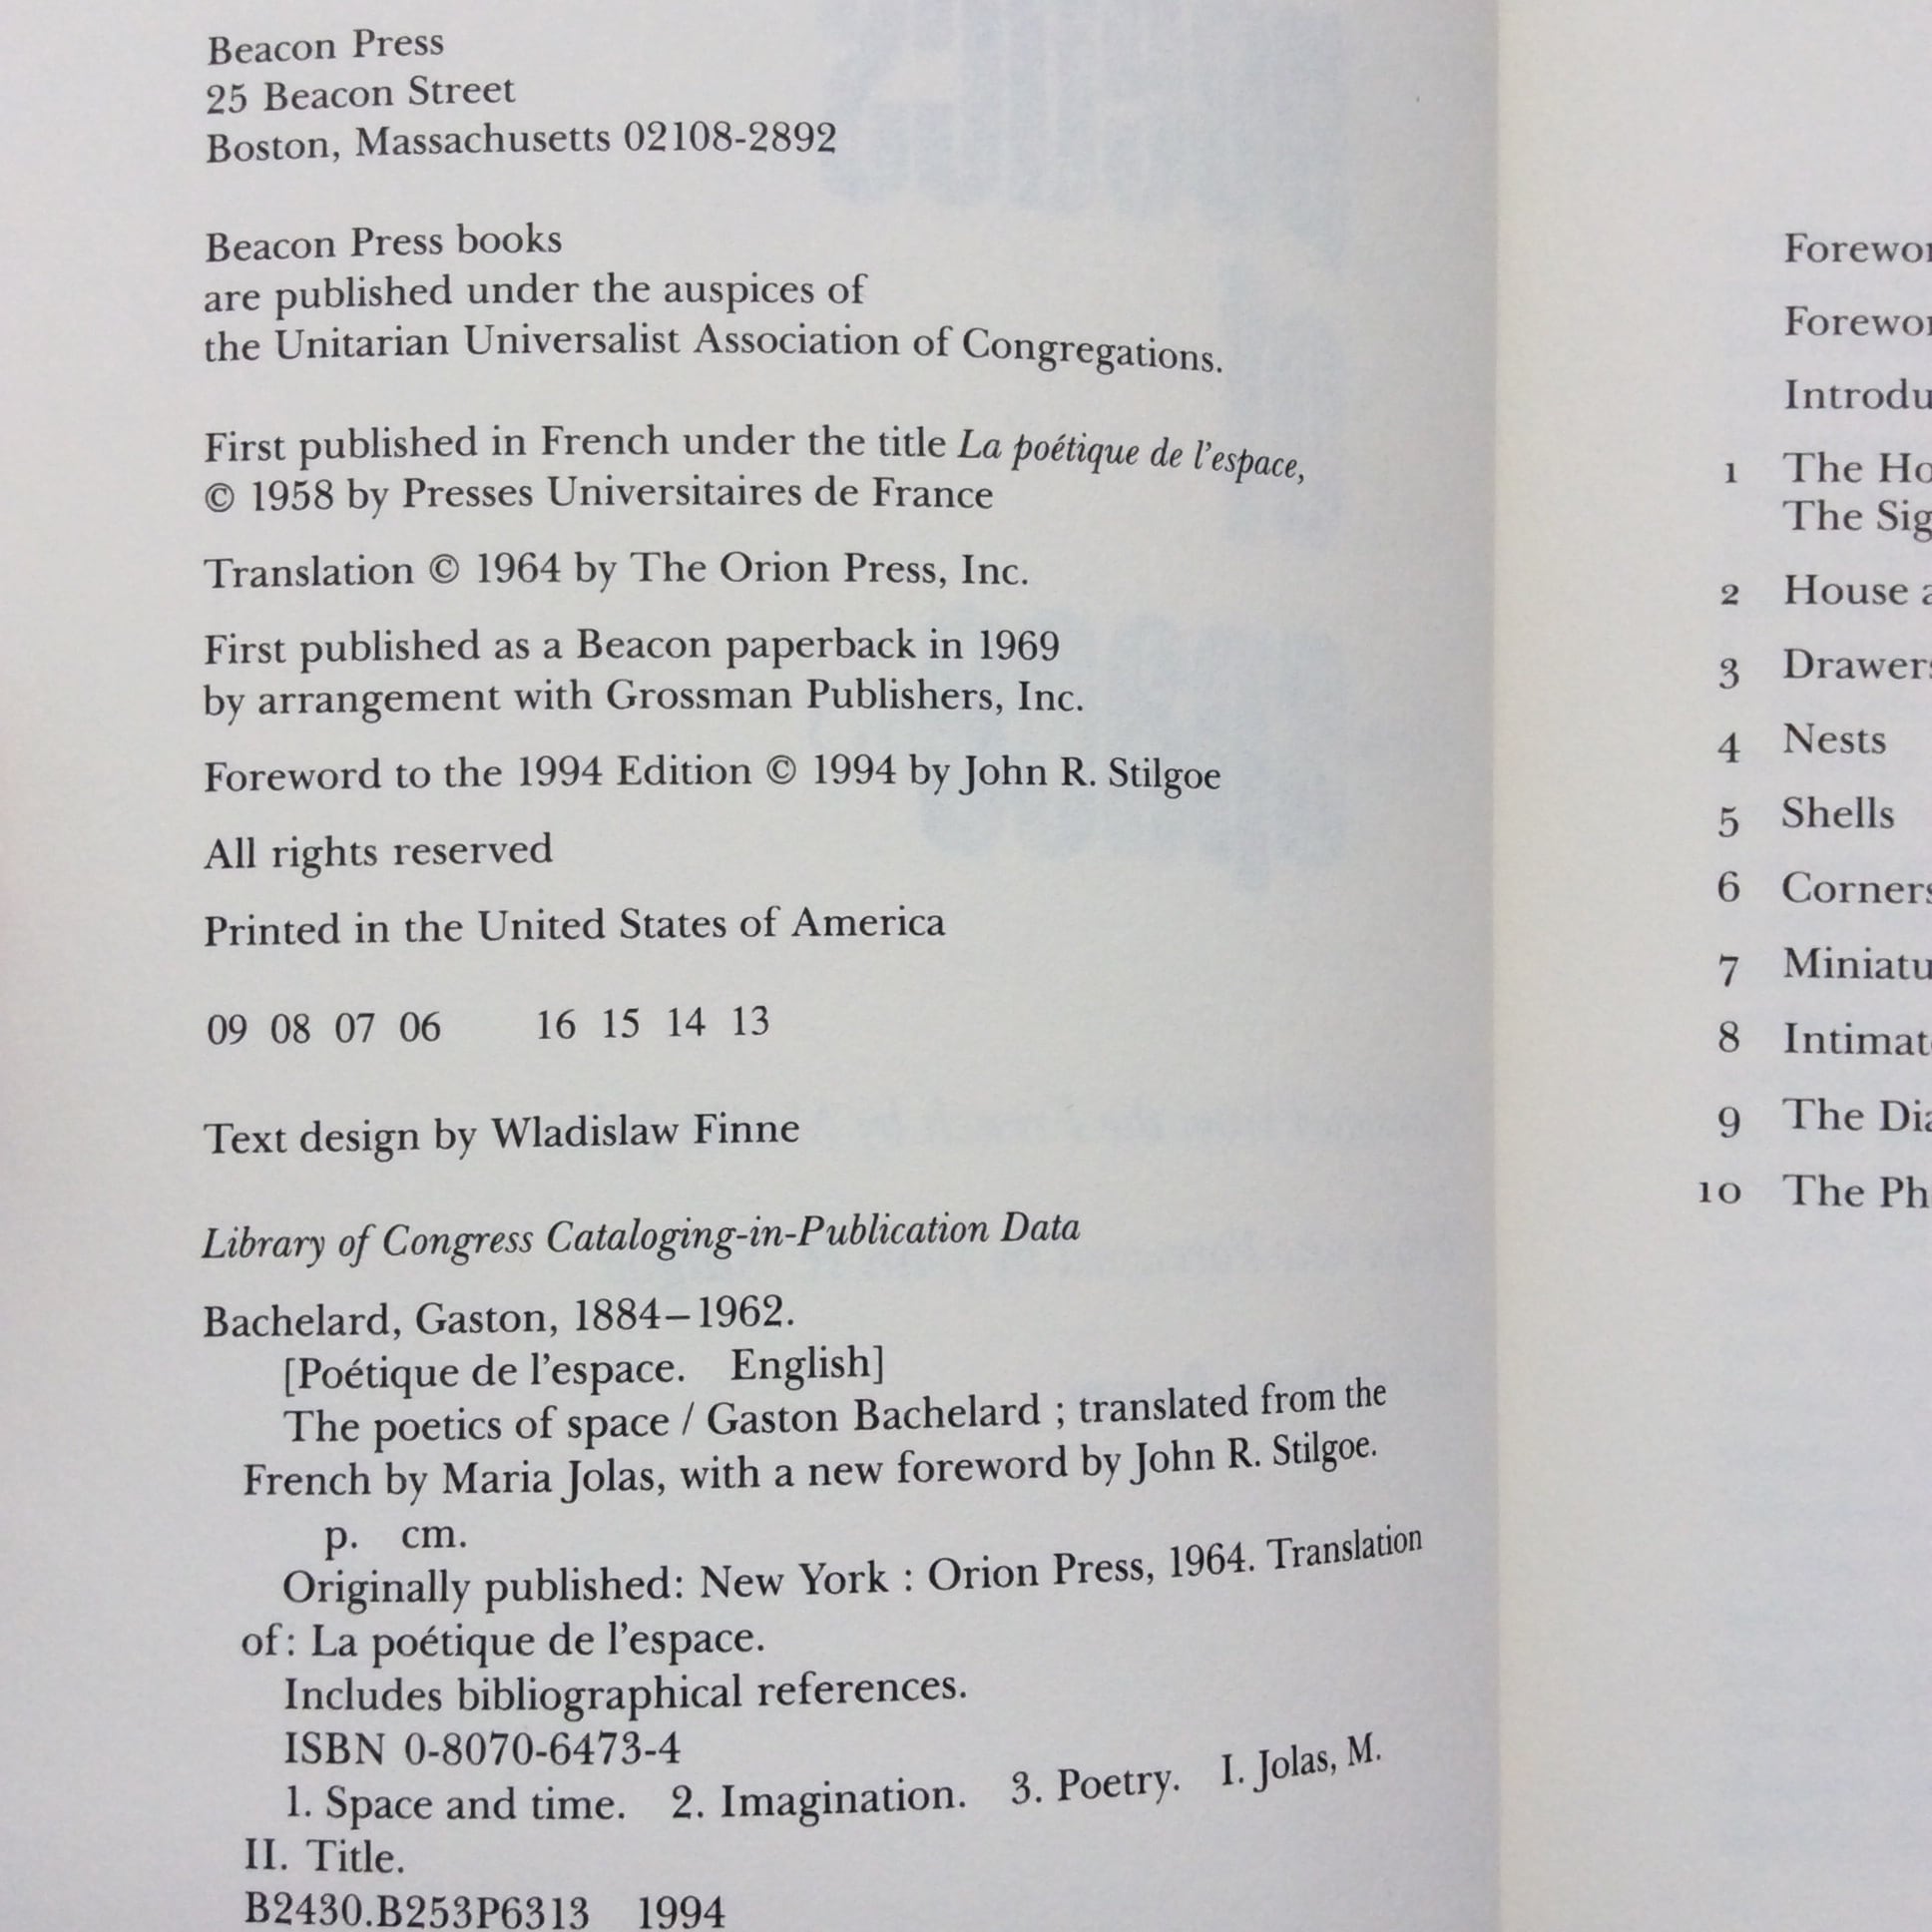 Beacon Press
25 Beacon Street
Boston, Massachusetts 02108-2892
Beacon Press books
are published under the auspices of
the Unitarian Universalist Association of Congregations.
First published in French under the title La poétique de l'espace,
© 1958 by Presses Universitaires de France
Translation © 1964 by The Orion Press, Inc.
First published as a Beacon paperback in 1969
by arrangement with Grossman Publishers, Inc.
Foreword to the 1994 Edition © 1994 by John R. Stilgoe
All rights reserved
Printed in the United States of America
09 08 07 06 16 15 14 13
Text design by Wladislaw Finne
Library of Congress Cataloging-in-Publication Data
Bachelard, Gaston, 1884–1962.
[Poétique de l'espace. English]
The poetics of space / Gaston Bachelard ; translated from the
French by Maria Jolas, with a new foreword by John R. Stilgoe.
p. cm.
Originally published: New York : Orion Press, 1964. Translation
of: La poétique de l'espace.
Includes bibliographical references.
ISBN 0-8070-6473-4
1. Space and time. 2. Imagination. 3. Poetry. I. Jolas, M.
II. Title.
B2430.B253P6313 1994
1 The
The
2 House
3
4 Nests
5 Shells
6
7
8
9 The
10 The